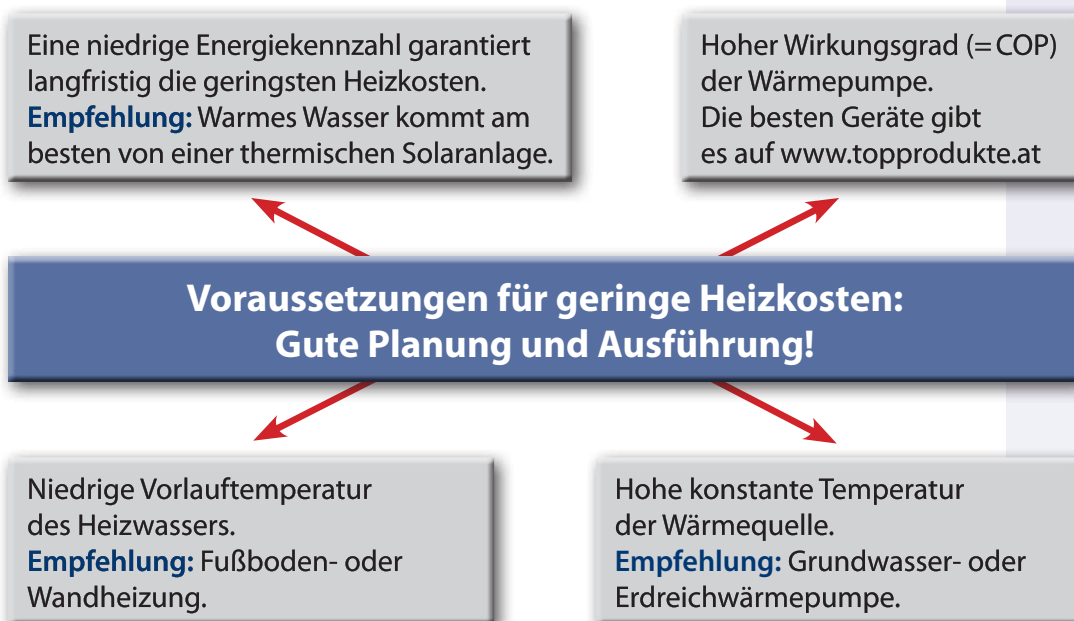 Eine niedrige Energiekennzahl garantiert
langfristig die geringsten Heizkosten.
Empfehlung: Warmes Wasser kommt am
besten von einer thermischen Solaranlage.
Hoher Wirkungsgrad (=COP)
der Wärmepumpe.
Die besten Geräte gibt
es auf www.topprodukte.at
Voraussetzungen für geringe Heizkosten:
Gute Planung und Ausführung!
Niedrige Vorlauftemperatur
des Heizwassers.
Empfehlung: Fußboden- oder
Wandheizung.
Hohe konstante Temperatur
der Wärmequelle.
Empfehlung: Grundwasser- oder
Erdreichwärmepumpe.